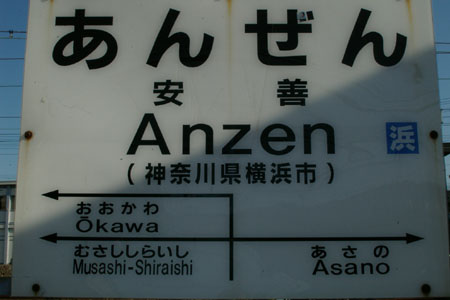 あんぜん
安善
Anzen
浜
(神奈川県横浜市)
おおかわ
Ōkawa
むさししらいし
Musashi-Shiraishi
あさの
Asano